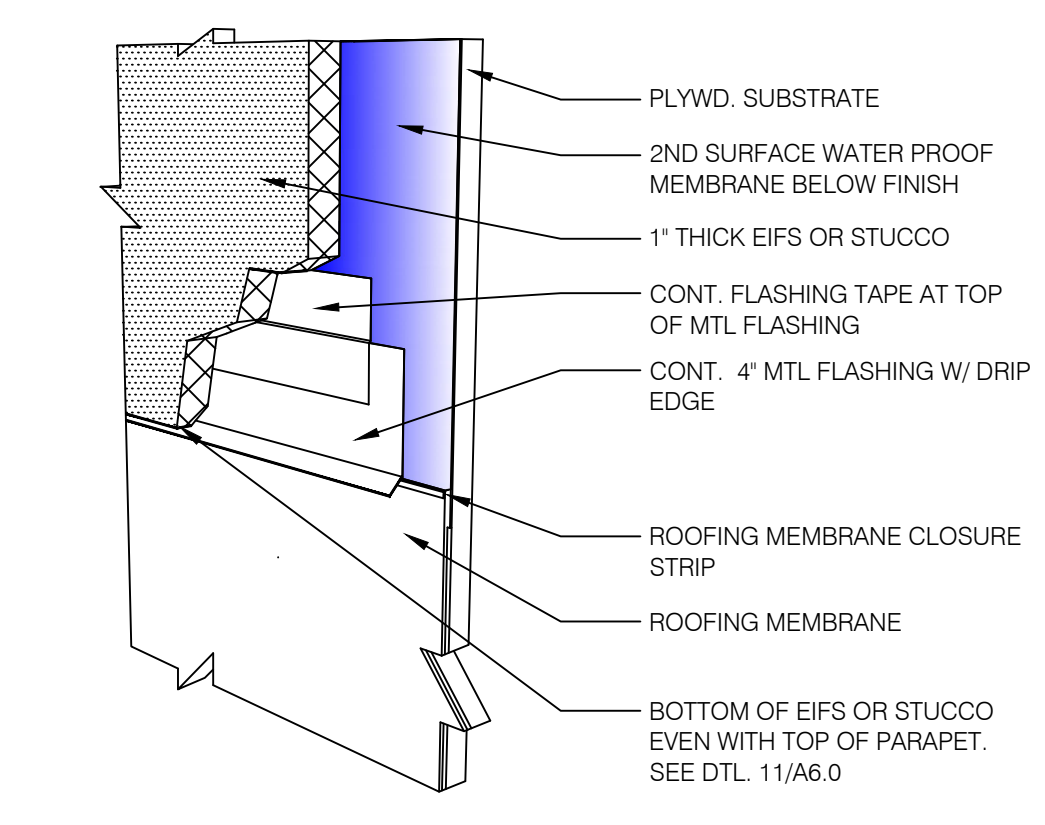 PLYWD. SUBSTRATE
2ND SURFACE WATER PROOF
MEMBRANE BELOW FINISH
1" THICK EIFS OR STUCCO
CONT. FLASHING TAPE AT TOP
OF MTL FLASHING
CONT.  4" MTL FLASHING W/ DRIP
EDGE
ROOFING MEMBRANE CLOSURE
STRIP
ROOFING MEMBRANE
BOTTOM OF EIFS OR STUCCO
EVEN WITH TOP OF PARAPET.
SEE DTL. 11/A6.0